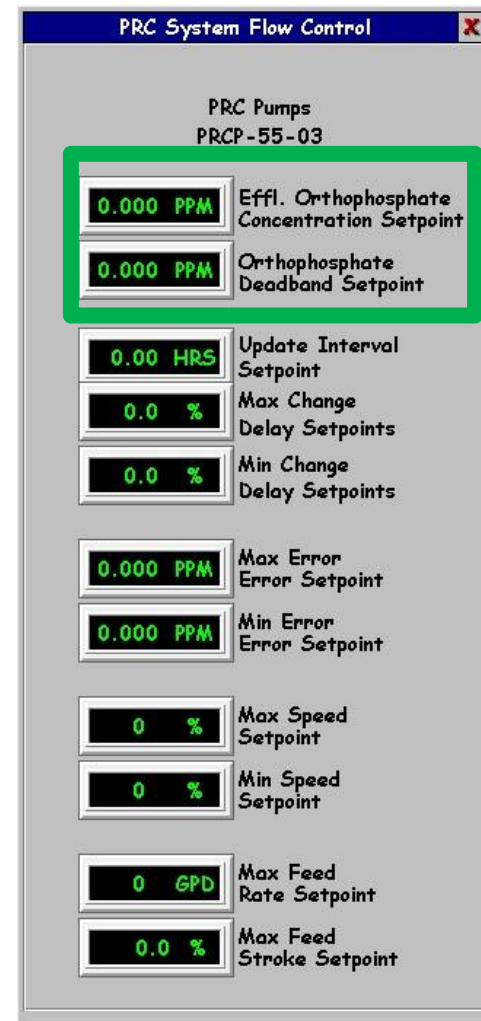 PRC System Flow Control X
PRC Pumps
PRCP-55-03
0.000 PPM Effl. Orthophosphate
Concentration Setpoint
0.000 PPM Orthophosphate
Deadband Setpoint
0.00 HRS Update Interval
Setpoint
0.0 % Max Change
Delay Setpoints
0.0 % Min Change
Delay Setpoints
0.000 PPM Max Error
Error Setpoint
0.000 PPM Min Error
Error Setpoint
0 % Max Speed
Setpoint
0 % Min Speed
Setpoint
0 GPD Max Feed
Rate Setpoint
0.0 % Max Feed
Stroke Setpoint